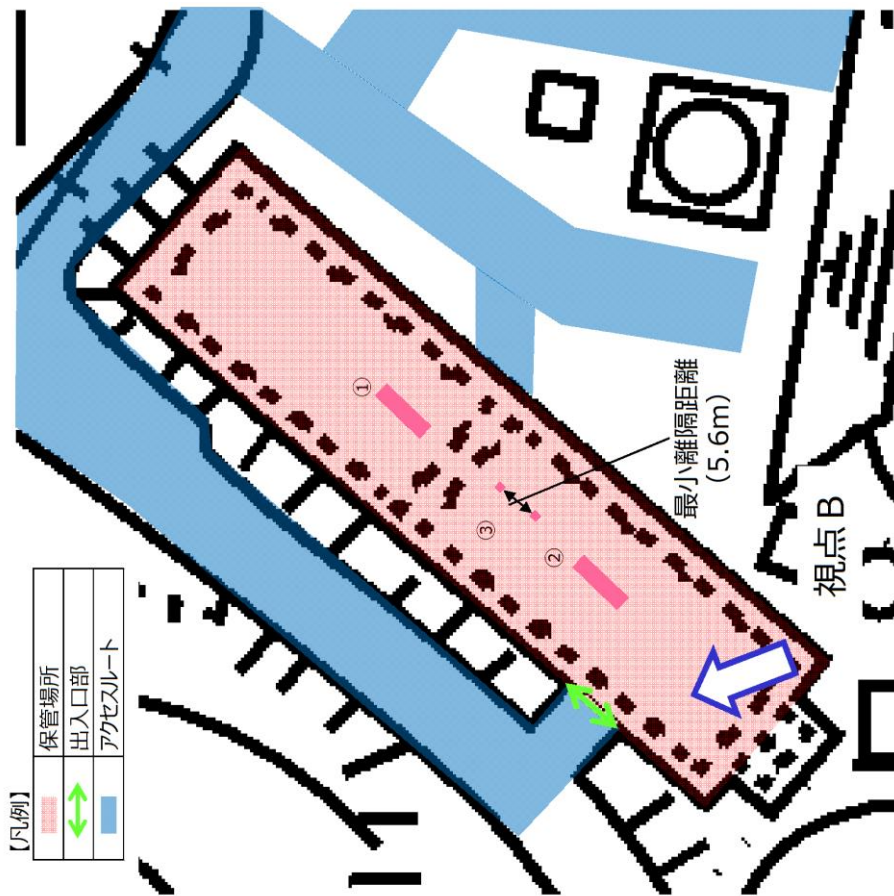 【凡例】
保管場所
出入口部
アクセスルート
①
②
③
最小離隔距離
(5.6m)
視点B